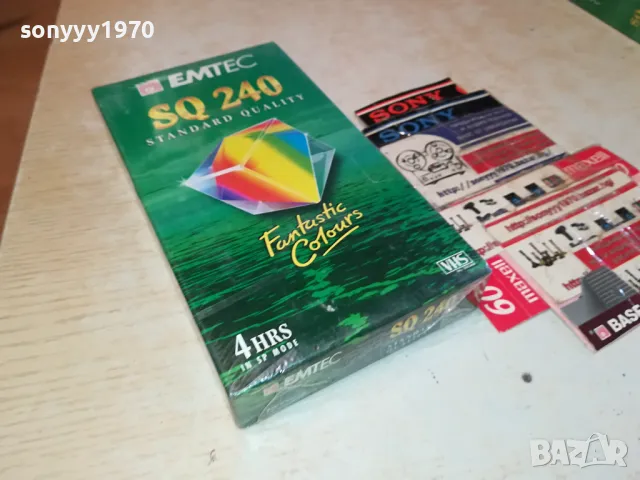 sonyyy1970
EMTEC
SQ 240
STANDARD QUALITY
Fantastic
Colours
VHS
4 HRS
IN SP MODE
EMTEC
SQ 240
SONY
SONY
maxell
maxell
60
BASF
BAZAR